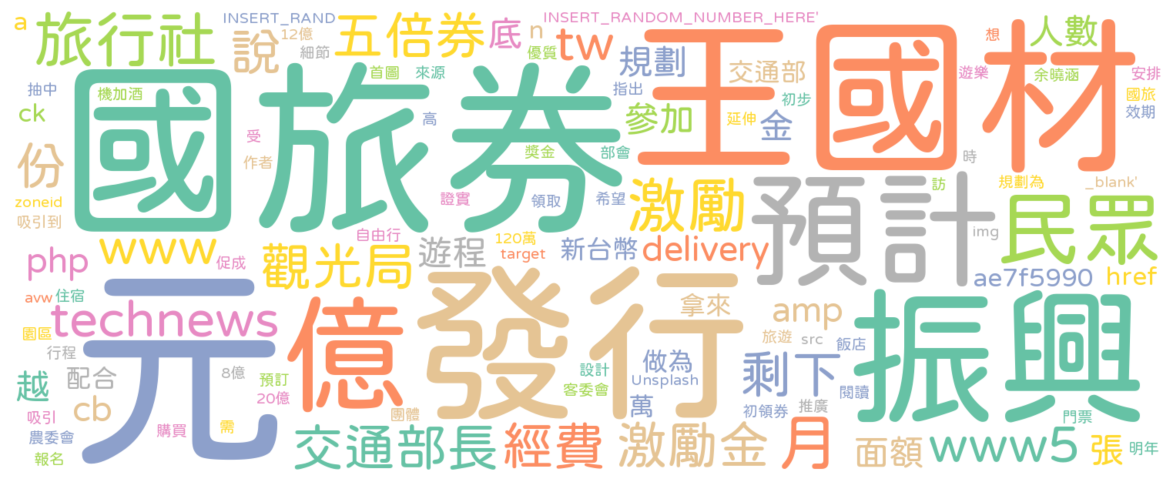 a
旅行社
INSERT_RAND
說
12億
細節
五倍券
底
n
優質
INSERT_RANDOM_NUMBER_HERE'
tw
規劃
指出
王國材
交通部
想
人數
遊樂
余曉涵
安排
國旅
效期
抽中
機加酒
ck
國旅券
首圖
來源
高
受
作者
獎金
部會
參加
延伸
金
初步
時
份
zoneid
吸引到
證實
領取
希望
激勵
預計
訪
規劃為
_blank'
民眾
img
www
促成
自由行
觀光局
遊程
120萬
target
新台幣
delivery
ae7f5990
href
php
avw
住宿
technews
元
億
發行
拿來
amp
旅遊
src
飯店
振興
園區
行程
越
配合
8億
預訂
20億
設計
客委會
做為
Unsplash
剩下
閱讀
吸引
cb
農委會
報名
購買
需
團體
萬
初領券
推廣
門票
交通部長
經費
激勵金
月
面額
www5
張
明年